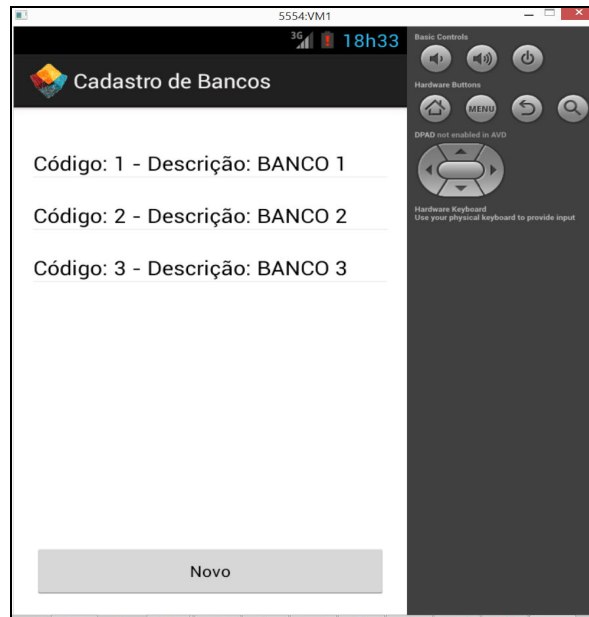 5554:VM1
3G 18h33
Cadastro de Bancos
Código: 1 - Descrição: BANCO 1
Código: 2 - Descrição: BANCO 2
Código: 3 - Descrição: BANCO 3
Novo
Basic Controls
Hardware Buttons
MENU
DPAD not enabled in AVD
Hardware Keyboard
Use your physical keyboard to provide input